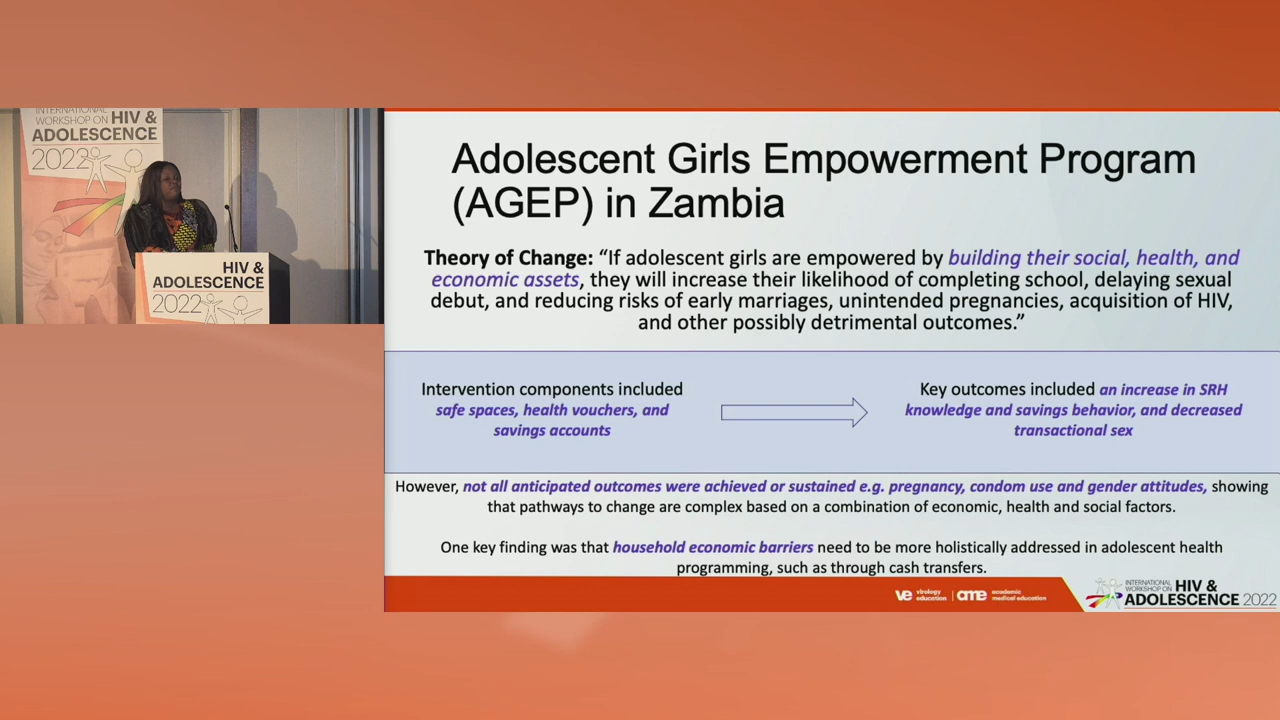 INTERNATIONAL
WORKSHOP ON HIV &
ADOLESCENCE
2022
HIV &
ADOLESCENCE
2022
Adolescent Girls Empowerment Program
(AGEP) in Zambia
Theory of Change: “If adolescent girls are empowered by building their social, health, and
economic assets, they will increase their likelihood of completing school, delaying sexual
debut, and reducing risks of early marriages, unintended pregnancies, acquisition of HIV,
and other possibly detrimental outcomes.”
Intervention components included
safe spaces, health vouchers, and
savings accounts
Key outcomes included an increase in SRH
knowledge and savings behavior, and decreased
transactional sex
However, not all anticipated outcomes were achieved or sustained e.g. pregnancy, condom use and gender attitudes, showing
that pathways to change are complex based on a combination of economic, health and social factors.
One key finding was that household economic barriers need to be more holistically addressed in adolescent health
programming, such as through cash transfers.
ve virology education | ame academic medical education
INTERNATIONAL
WORKSHOP ON HIV &
ADOLESCENCE 2022